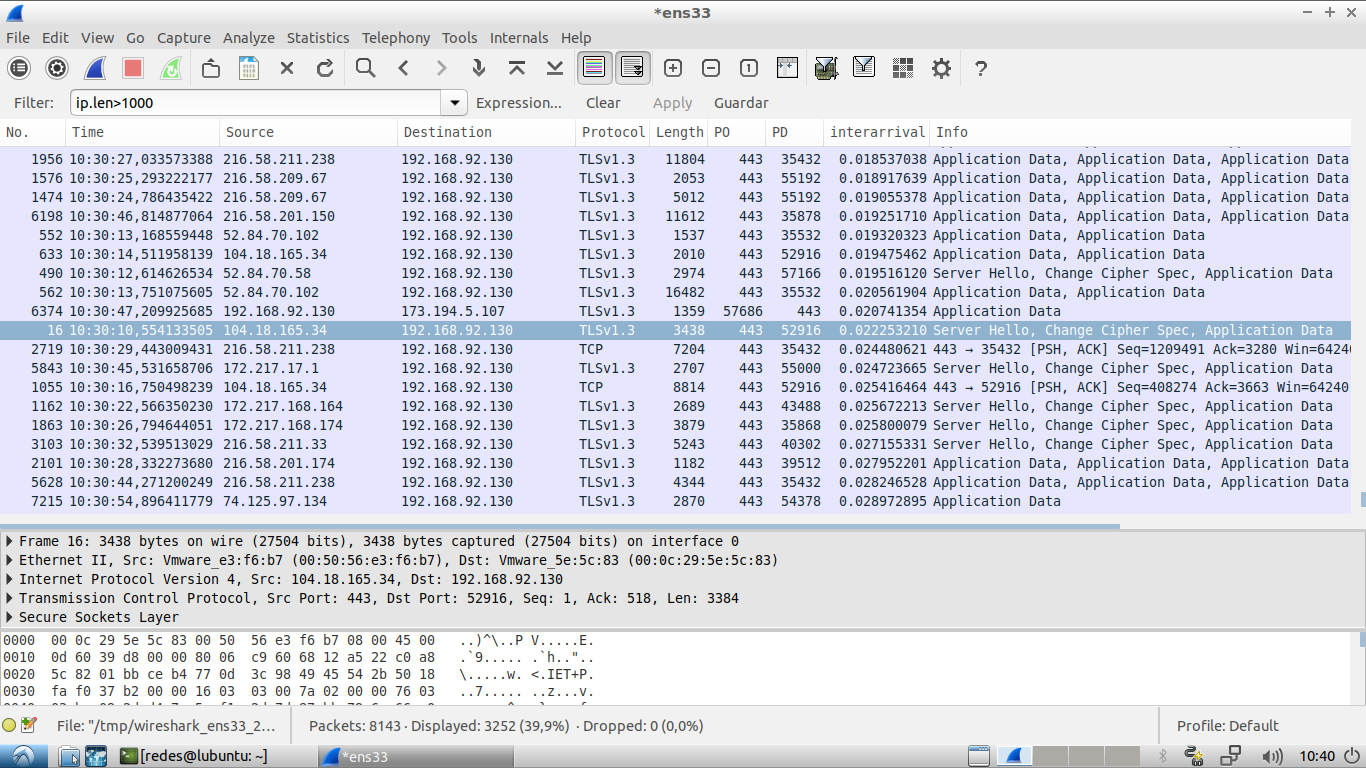 *ens33
File Edit View Go Capture Analyze Statistics Telephony Tools Internals Help
Filter: ip.len>1000 Expression... Clear Apply Guardar
No. Time Source Destination Protocol Length PO PD interarrival Info
1956 10:30:27,033573388 216.58.211.238 192.168.92.130 TLSv1.3 11804 443 35432 0.018537038 Application Data, Application Data, Application Data
1576 10:30:25,293222177 216.58.209.67 192.168.92.130 TLSv1.3 2053 443 55192 0.018917639 Application Data, Application Data, Application Data
1474 10:30:24,786435422 216.58.209.67 192.168.92.130 TLSv1.3 5012 443 55192 0.019055378 Application Data, Application Data, Application Data
6198 10:30:46,814877064 216.58.201.150 192.168.92.130 TLSv1.3 11612 443 35878 0.019251710 Application Data, Application Data, Application Data
552 10:30:13,168559448 52.84.70.102 192.168.92.130 TLSv1.3 1537 443 35532 0.019320323 Application Data, Application Data
633 10:30:14,511958139 104.18.165.34 192.168.92.130 TLSv1.3 2010 443 52916 0.019475462 Application Data, Application Data
490 10:30:12,614626534 52.84.70.58 192.168.92.130 TLSv1.3 2974 443 57166 0.019516120 Server Hello, Change Cipher Spec, Application Data
562 10:30:13,751075605 52.84.70.102 192.168.92.130 TLSv1.3 16482 443 35532 0.020561904 Application Data, Application Data
6374 10:30:47,209925685 192.168.92.130 173.194.5.107 TLSv1.3 1359 57686 443 0.020741354 Application Data
16 10:30:10,554133505 104.18.165.34 192.168.92.130 TLSv1.3 3438 443 52916 0.022253210 Server Hello, Change Cipher Spec, Application Data
2719 10:30:29,443009431 216.58.211.238 192.168.92.130 TCP 7204 443 35432 0.024480621 443 → 35432 [PSH, ACK] Seq=1209491 Ack=3280 Win=64240
5843 10:30:45,531658706 172.217.17.1 192.168.92.130 TLSv1.3 2707 443 55000 0.024723665 Server Hello, Change Cipher Spec, Application Data
1055 10:30:16,750498239 104.18.165.34 192.168.92.130 TCP 8814 443 52916 0.025416464 443 → 52916 [PSH, ACK] Seq=408274 Ack=3663 Win=64240
1162 10:30:22,566350230 172.217.168.164 192.168.92.130 TLSv1.3 2689 443 43488 0.025672213 Server Hello, Change Cipher Spec, Application Data
1863 10:30:26,794644051 172.217.168.174 192.168.92.130 TLSv1.3 3879 443 35868 0.025800079 Server Hello, Change Cipher Spec, Application Data
3103 10:30:32,539513029 216.58.211.33 192.168.92.130 TLSv1.3 5243 443 40302 0.027155331 Server Hello, Change Cipher Spec, Application Data
2101 10:30:28,332273680 216.58.201.174 192.168.92.130 TLSv1.3 1182 443 39512 0.027952201 Application Data, Application Data, Application Data
5628 10:30:44,271200249 216.58.211.238 192.168.92.130 TLSv1.3 4344 443 35432 0.028246528 Application Data, Application Data, Application Data
7215 10:30:54,896411779 74.125.97.134 192.168.92.130 TLSv1.3 2870 443 54378 0.028972895 Application Data
Frame 16: 3438 bytes on wire (27504 bits), 3438 bytes captured (27504 bits) on interface 0
Ethernet II, Src: Vmware_e3:f6:b7 (00:50:56:e3:f6:b7), Dst: Vmware_5e:5c:83 (00:0c:29:5e:5c:83)
Internet Protocol Version 4, Src: 104.18.165.34, Dst: 192.168.92.130
Transmission Control Protocol, Src Port: 443, Dst Port: 52916, Seq: 1, Ack: 518, Len: 3384
Secure Sockets Layer
0000 00 0c 29 5e 5c 83 00 50 56 e3 f6 b7 08 00 45 00 ..)^\..P V.....E.
0010 0d 60 39 d8 00 00 80 06 c9 60 68 12 a5 22 c0 a8 .`9..... .`h.."..
0020 5c 82 01 bb ce b4 77 0d 3c 98 49 45 54 2b 50 18 \.....w. <.IET+P.
0030 fa f0 37 b2 00 00 16 03 03 00 7a 02 00 00 76 03 ..7..... ..z...v.
File: "/tmp/wireshark_ens33_2... Packets: 8143 · Displayed: 3252 (39,9%) · Dropped: 0 (0,0%) Profile: Default
[redes@lubuntu: ~] *ens33 10:40